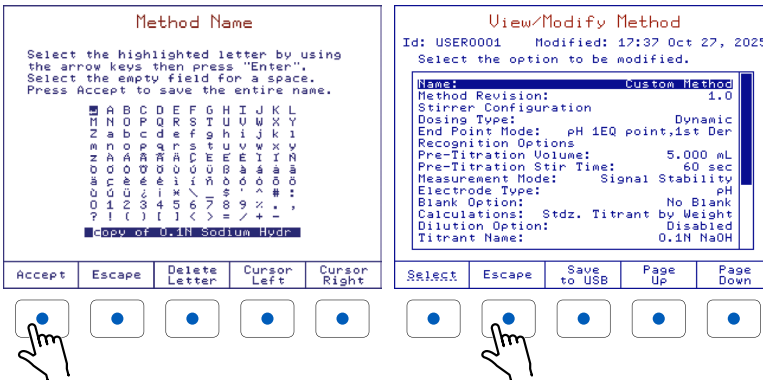 Method Name
Select the highlighted letter by using
the arrow keys then press "Enter".
Select the empty field for a space.
Press Accept to save the entire name.
A B C D E F G H I J K L
M N O P Q R S T U V W X Y
Z a b c d e f g h i j k l
m n o p q r s t u v w x y
0 1 2 3 4 5 6 7 8 9 % . ,
? ! ( ) [ ] < > = / + -
copy of 0.1N Sodium Hydr
Accept Escape Delete Letter Cursor Left Cursor Right
View/Modify Method
Id: USER0001 Modified: 17:37 Oct 27, 2025
Select the option to be modified.
Name: Custom Method
Method Revision: 1.0
Stirrer Configuration
Dosing Type: Dynamic
End Point Mode: pH 1EQ point,1st Der
Recognition Options
Pre-Titration Volume: 5.000 mL
Pre-Titration Stir Time: 60 sec
Measurement Mode: Signal Stability
Electrode Type: pH
Blank Option: No Blank
Calculations: Stdz. Titrant by Weight
Dilution Option: Disabled
Titrant Name: 0.1N NaOH
Select Escape Save to USB Page Up Page Down